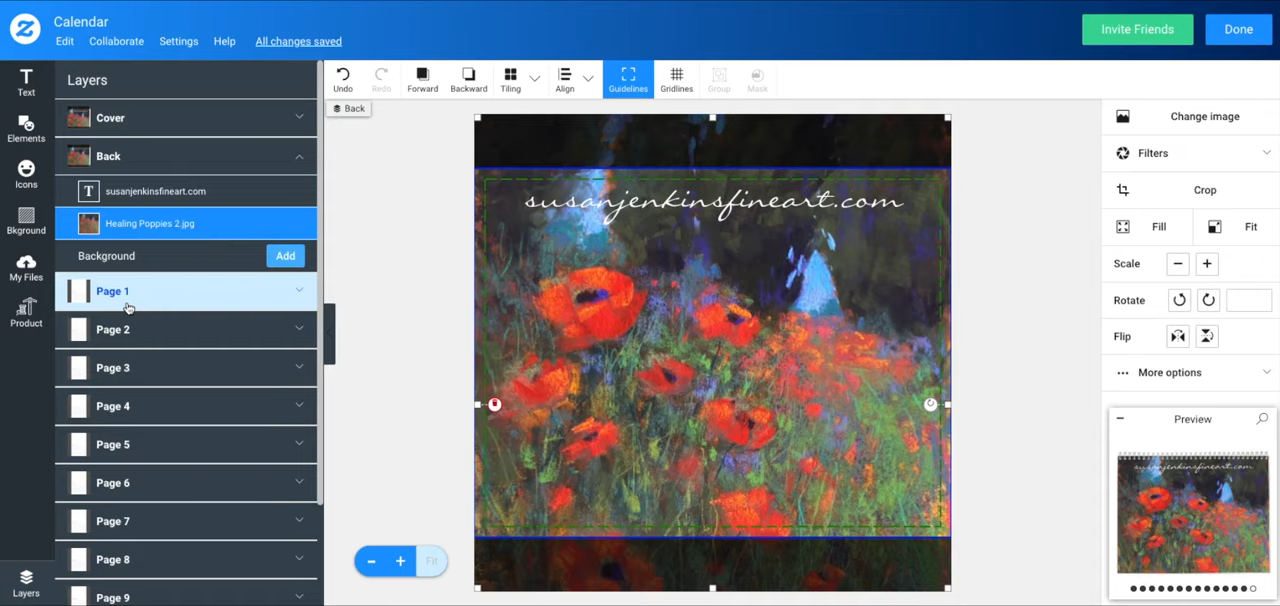 Z
Calendar
Edit
Collaborate
Settings
Help
All changes saved
Invite Friends
Done
Text
Elements
Icons
Bkground
My Files
Product
Layers
Layers
Cover
Back
T
susanjenkinsfineart.com
Healing Poppies 2.jpg
Background
Add
Page 1
Page 2
Page 3
Page 4
Page 5
Page 6
Page 7
Page 8
Page 9
Undo
Redo
Forward
Backward
Tiling
Align
Guidelines
Gridlines
Group
Mask
Back
susanjenkinsfineart.com
Fit
Change image
Filters
Crop
Fill
Fit
Scale
Rotate
Flip
More options
Preview
susanjenkinsfineart.com